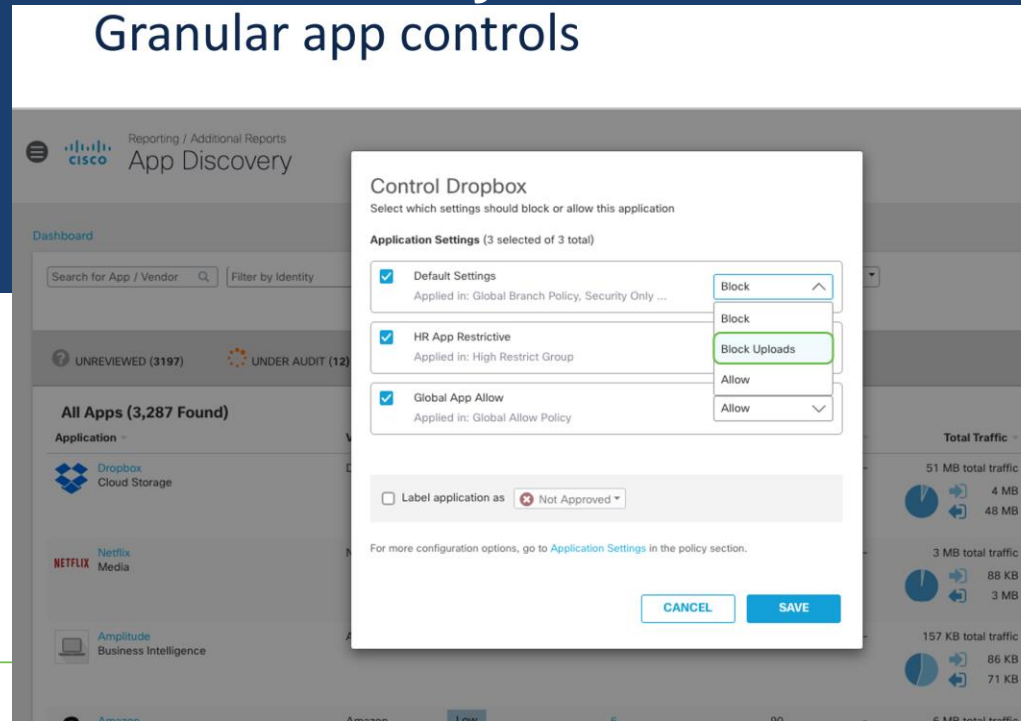 Granular app controls
Reporting / Additional Reports
CISCO
App Discovery
Dashboard
Search for App / Vendor
Filter by Identity
UNREVIEWED (3197)
UNDER AUDIT (12)
All Apps (3,287 Found)
Application
Total Traffic
Dropbox
Cloud Storage
51 MB total traffic
4 MB
48 MB
NETFLIX
Netflix
Media
3 MB total traffic
88 KB
3 MB
Amplitude
Business Intelligence
157 KB total traffic
86 KB
71 KB
Amazon
Amazon
Low
90
6 MB total traffic
Control Dropbox
Select which settings should block or allow this application
Application Settings (3 selected of 3 total)
Default Settings
Applied in: Global Branch Policy, Security Only ...
Block
Block
Block Uploads
Allow
HR App Restrictive
Applied in: High Restrict Group
Global App Allow
Applied in: Global Allow Policy
Allow
Label application as
Not Approved
For more configuration options, go to Application Settings in the policy section.
CANCEL
SAVE